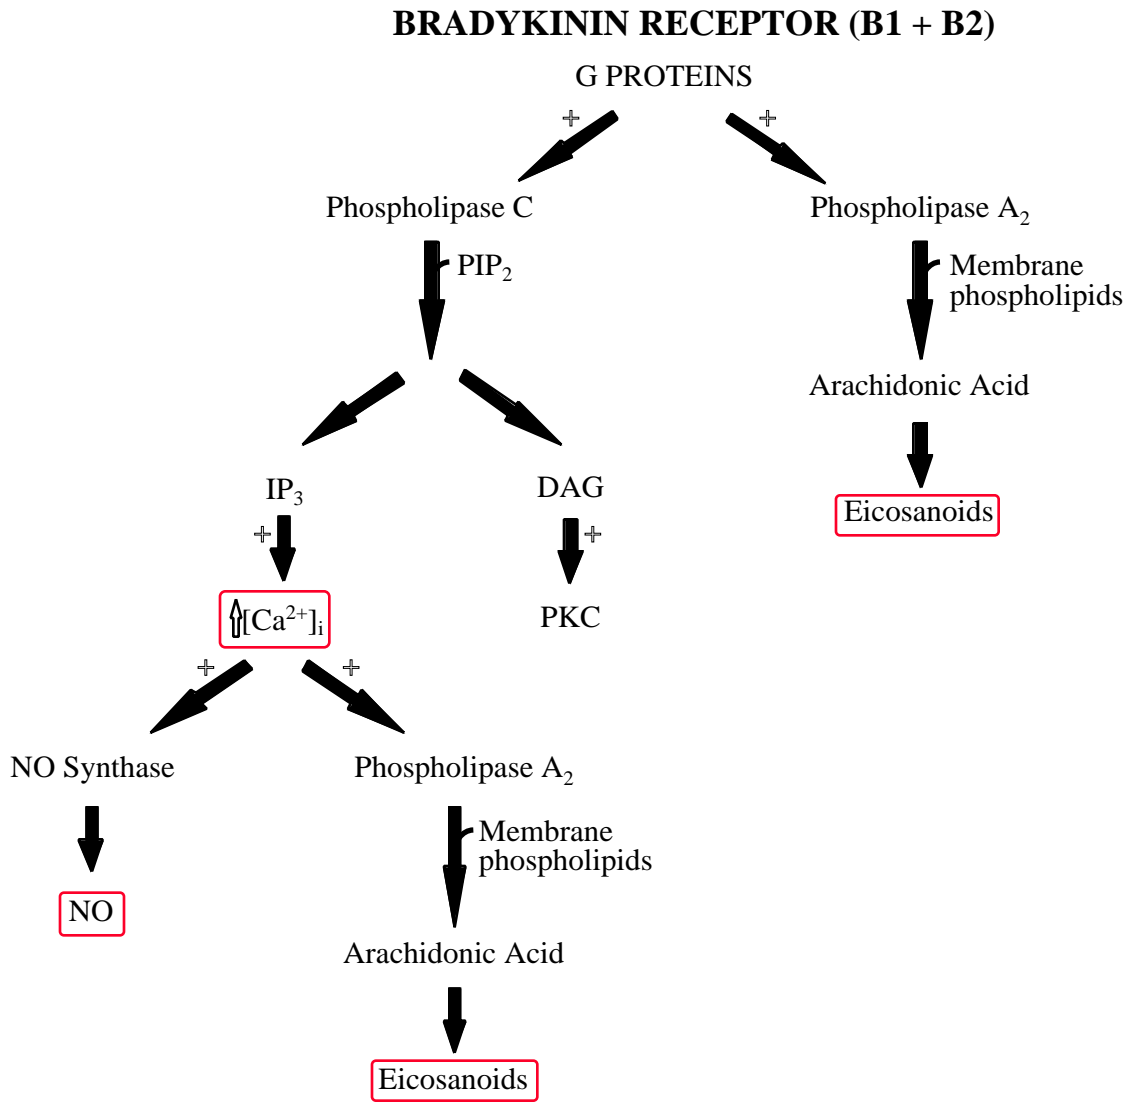 BRADYKININ RECEPTOR (B1 + B2)
G PROTEINS
+ +
Phospholipase C
Phospholipase A₂
PIP₂
Membrane
phospholipids
Arachidonic Acid
IP₃
DAG
Eicosanoids
+ +
[Ca²⁺]ᵢ
PKC
+ +
NO Synthase
Phospholipase A₂
Membrane
phospholipids
NO
Arachidonic Acid
Eicosanoids